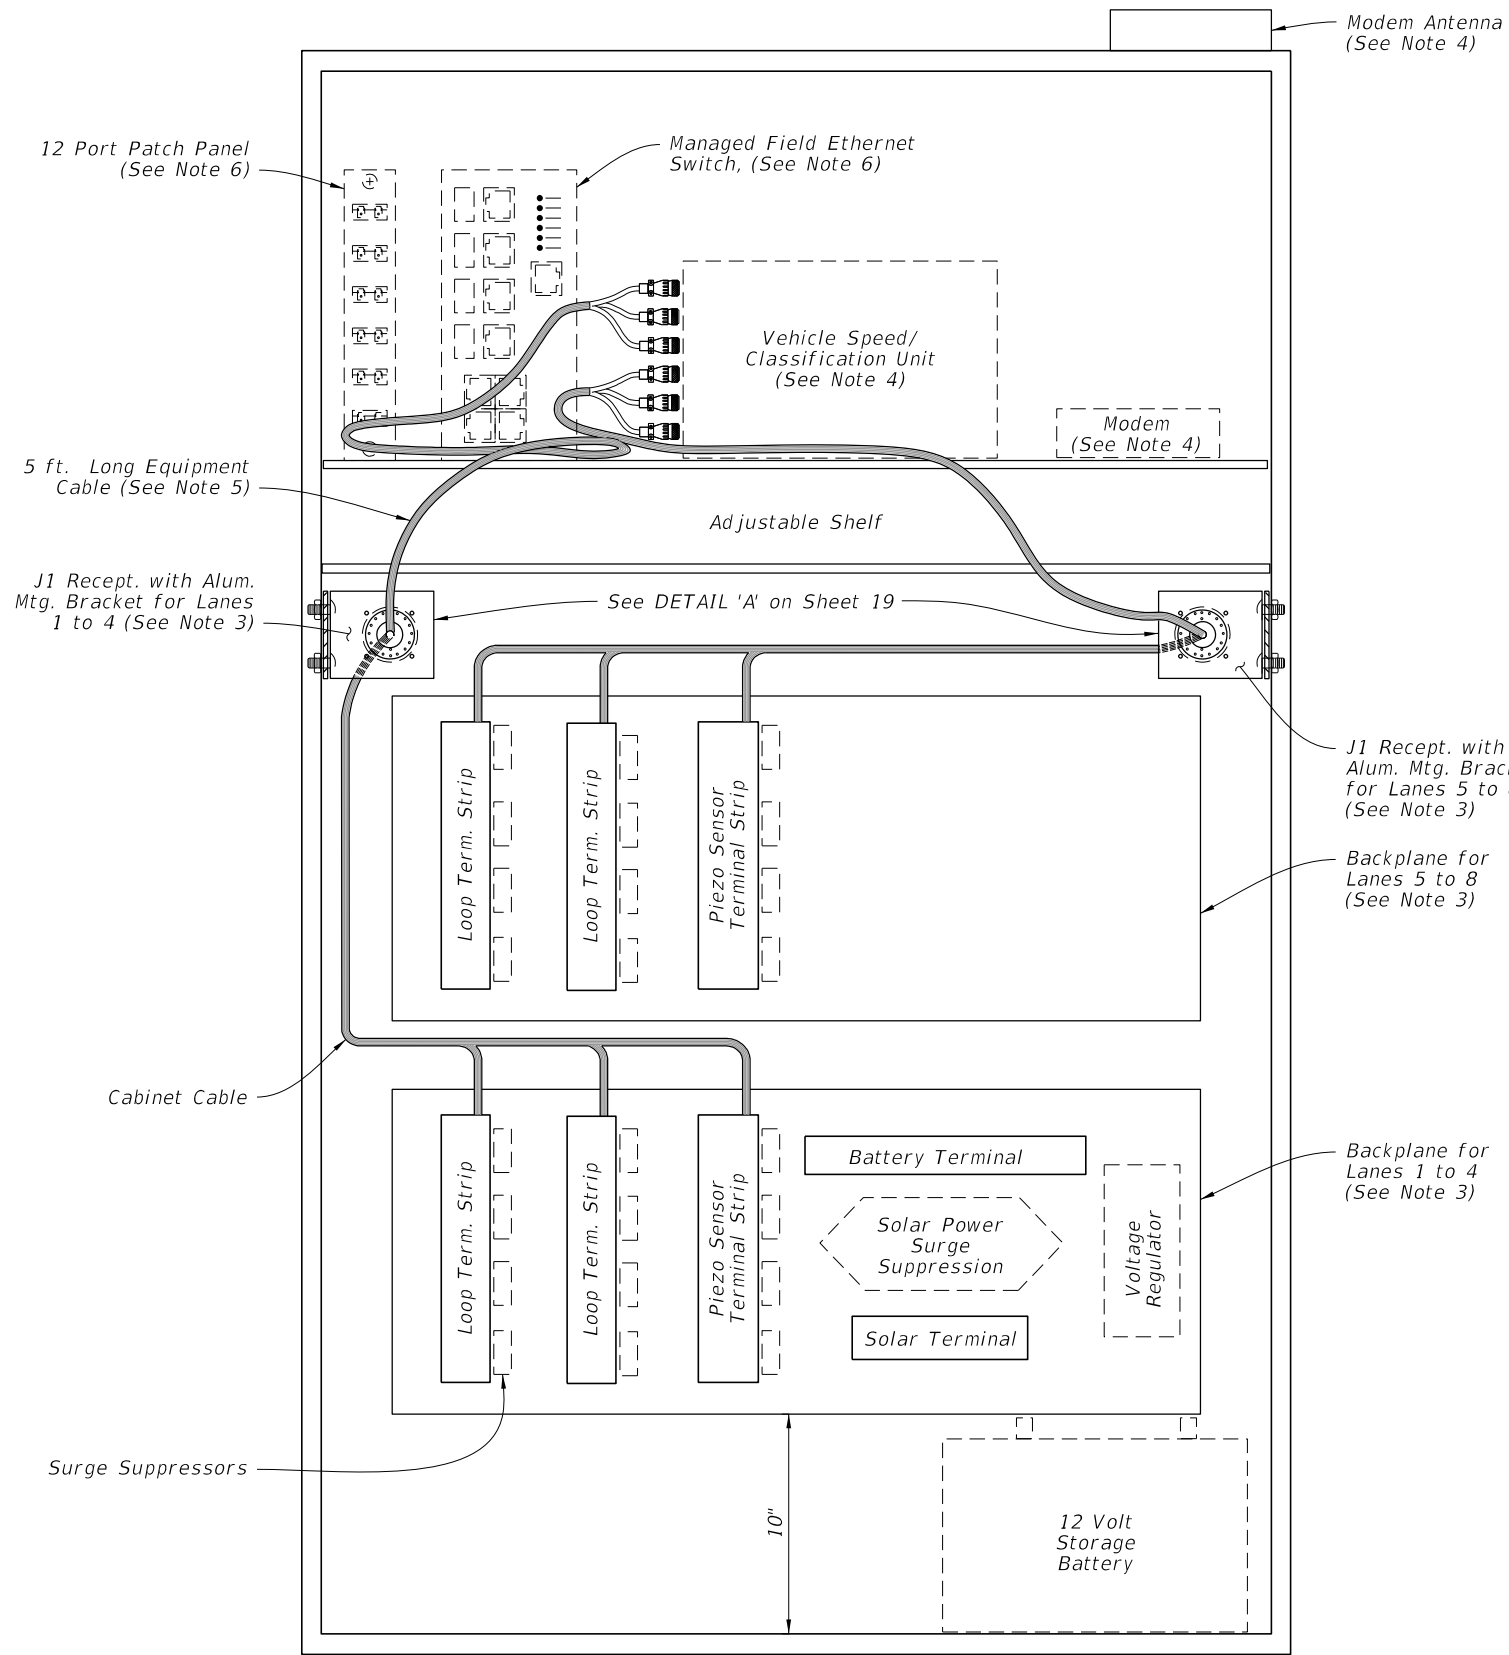 Modem Antenna
(See Note 4)
12 Port Patch Panel
(See Note 6)
Managed Field Ethernet
Switch, (See Note 6)
Vehicle Speed/
Classification Unit
(See Note 4)
Modem
(See Note 4)
5 ft. Long Equipment
Cable (See Note 5)
Adjustable Shelf
J1 Recept. with Alum.
Mtg. Bracket for Lanes
1 to 4 (See Note 3)
See DETAIL 'A' on Sheet 19
J1 Recept. with
Alum. Mtg.
for Lanes 5 to
(See Note 3)
Loop Term. Strip
Loop Term. Strip
Piezo Sensor
Terminal Strip
Backplane for
Lanes 5 to 8
(See Note 3)
Cabinet Cable
Loop Term. Strip
Loop Term. Strip
Piezo Sensor
Terminal Strip
Battery Terminal
Solar Power
Surge
Suppression
Voltage
Regulator
Solar Terminal
Backplane for
Lanes 1 to 4
(See Note 3)
Surge Suppressors
10"
12 Volt
Storage
Battery